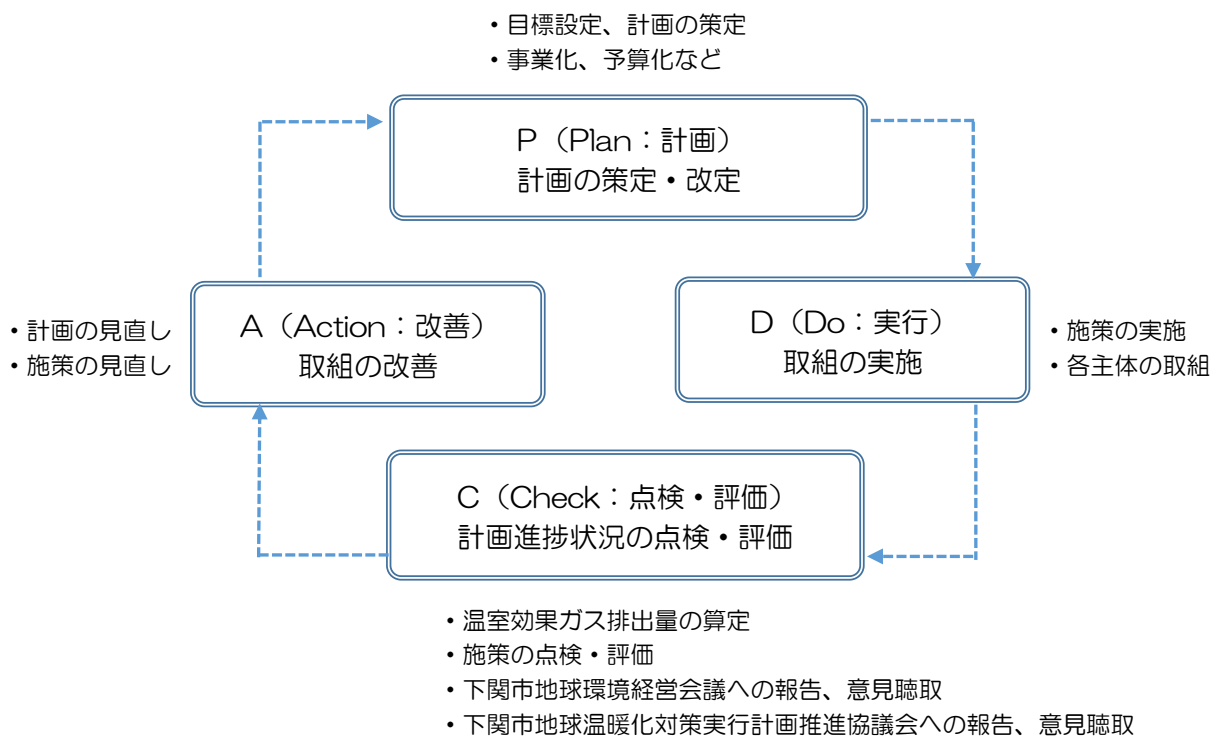 ・目標設定、計画の策定
・事業化、予算化など
P（Plan：計画）
計画の策定・改定
A（Action：改善）
取組の改善
・計画の見直し
・施策の見直し
D（Do：実行）
取組の実施
・施策の実施
・各主体の取組
C（Check：点検・評価）
計画進捗状況の点検・評価
・温室効果ガス排出量の算定
・施策の点検・評価
・下関市地球環境経営会議への報告、意見聴取
・下関市地球温暖化対策実行計画推進協議会への報告、意見聴取